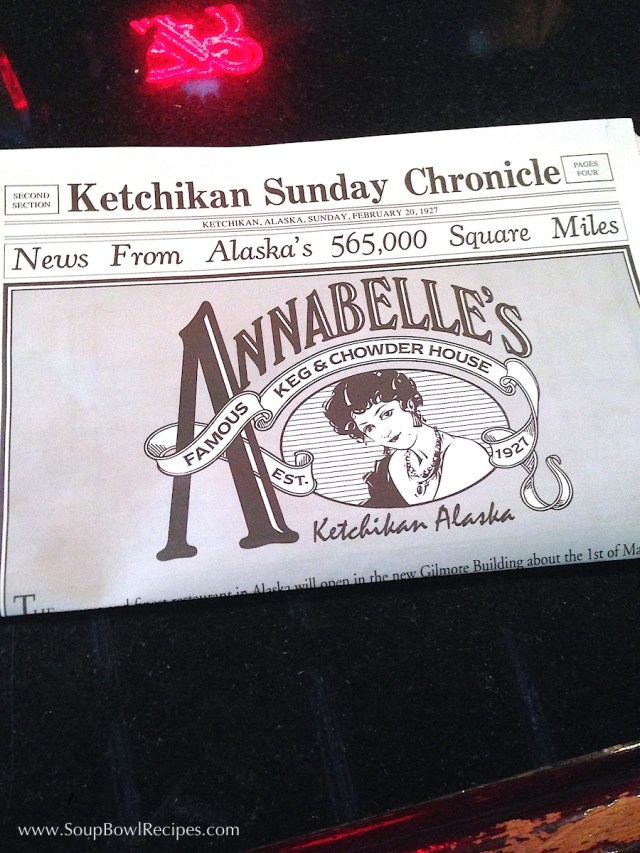 SECOND
SECTION
Ketchikan Sunday Chronicle
PAGES
FOUR
KETCHIKAN, ALASKA, SUNDAY, FEBRUARY 20, 1927
News From Alaska's 565,000 Square Miles
ANNABELLE'S
FAMOUS KEG & CHOWDER HOUSE
EST. 1927
Ketchikan Alaska
THE restaurant in Alaska will open in the new Gilmore Building about the 1st of Ma
www.SoupBowlRecipes.com